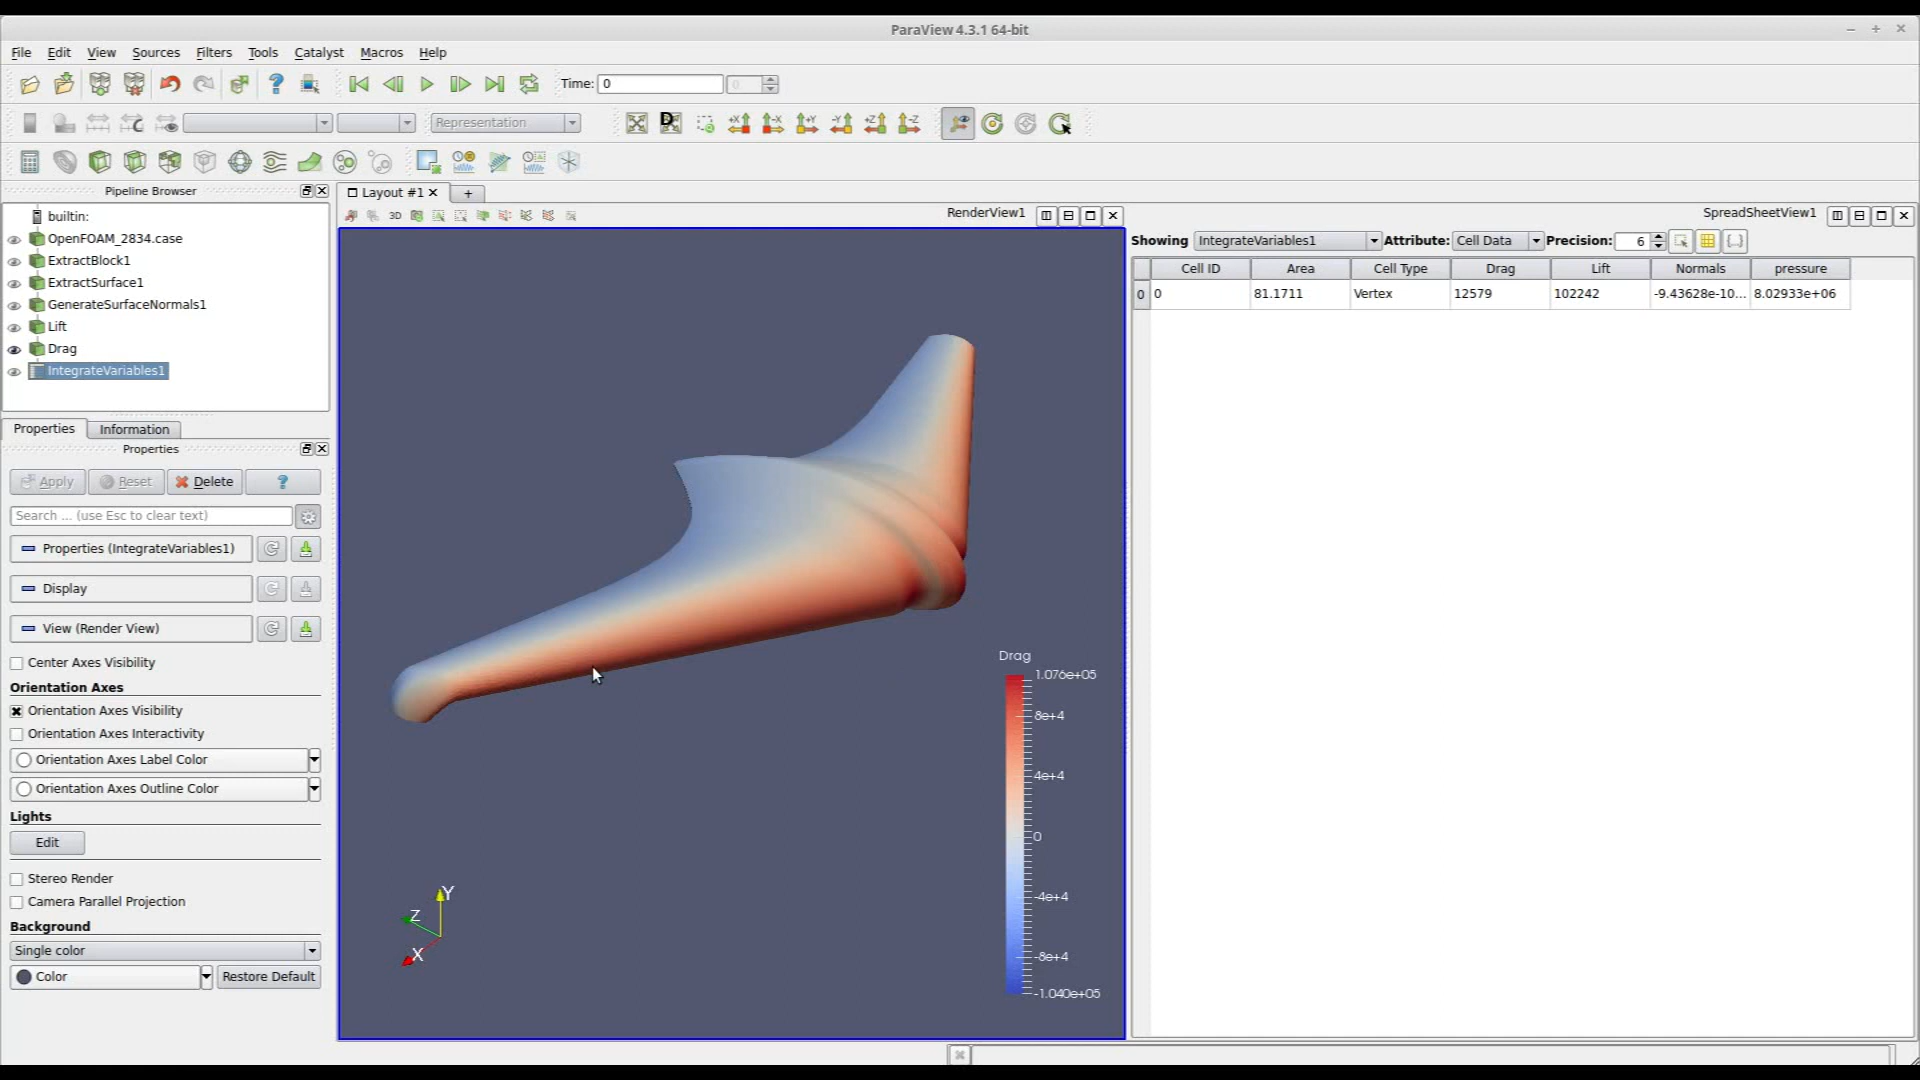 ParaView 4.3.1 64-bit
File Edit View Sources Filters Tools Catalyst Macros Help
Time: 0 0
Representation
Pipeline Browser
Layout #1
builtin:
OpenFOAM_2834.case
ExtractBlock1
ExtractSurface1
GenerateSurfaceNormals1
Lift
Drag
IntegrateVariables1
Properties Information
Properties
Apply Reset Delete ?
Search ... (use Esc to clear text)
Properties (IntegrateVariables1)
Display
View (Render View)
Center Axes Visibility
Orientation Axes
Orientation Axes Visibility
Orientation Axes Interactivity
Orientation Axes Label Color
Orientation Axes Outline Color
Lights
Edit
Stereo Render
Camera Parallel Projection
Background
Single color
Color Restore Default
3D RenderView1
Drag
1.076e+05
8e+4
4e+4
0
-4e+4
-8e+4
-1.040e+05
Y
Z
X
SpreadSheetView1
Showing IntegrateVariables1 Attribute: Cell Data Precision: 6
Cell ID Area Cell Type Drag Lift Normals pressure
0 0 81.1711 Vertex 12579 102242 -9.43628e-10... 8.02933e+06